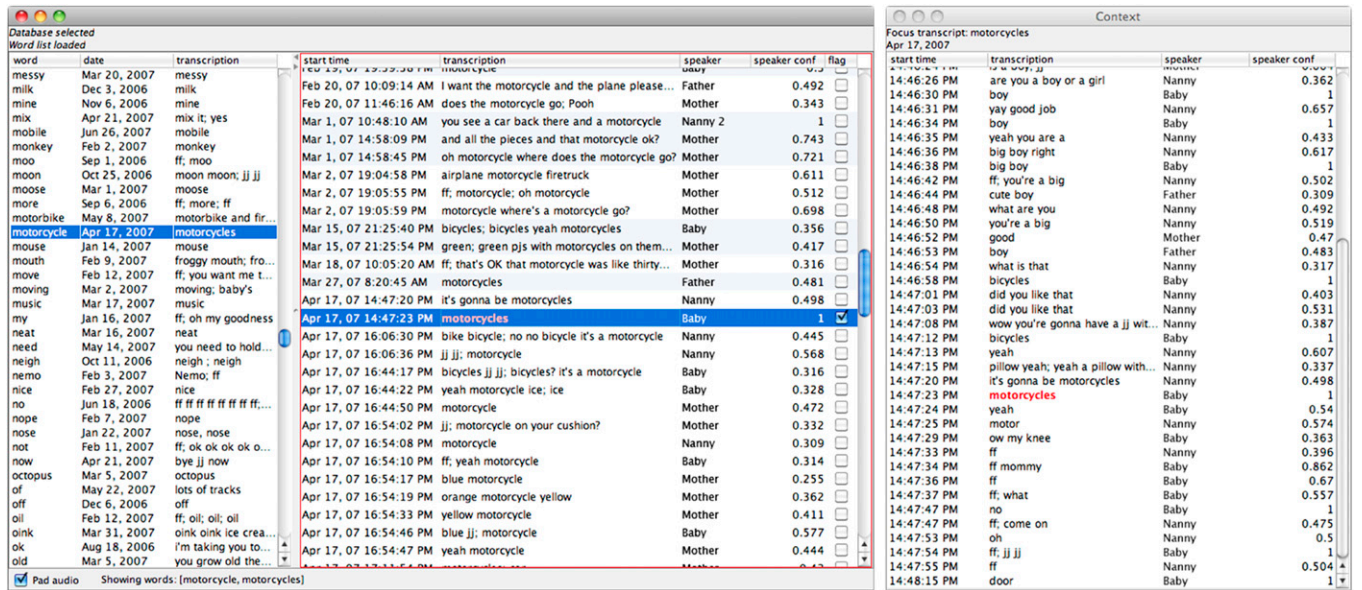 Database selected
Word list loaded
word date transcription
messy Mar 20, 2007 messy
milk Dec 3, 2006 milk
mine Nov 6, 2006 mine
mix Apr 21, 2007 mix it; yes
mobile Jun 26, 2007 mobile
monkey Feb 2, 2007 monkey
moo Sep 1, 2006 ff; moo
moon Oct 25, 2006 moon moon; jj jj
moose Mar 1, 2007 moose
more Sep 6, 2006 ff; more; ff
motorbike May 8, 2007 motorbike and fir...
motorcycle Apr 17, 2007 motorcycles
mouse Jan 14, 2007 mouse
mouth Feb 9, 2007 froggy mouth; fro...
move Feb 12, 2007 ff; you want me t...
moving Mar 2, 2007 moving; baby's
music Mar 17, 2007 music
my Jan 16, 2007 ff; oh my goodness
neat Mar 16, 2007 neat
need May 14, 2007 you need to hold...
neigh Oct 11, 2006 neigh ; neigh
nemo Feb 3, 2007 Nemo; ff
nice Feb 27, 2007 nice
no Jun 18, 2006 ff ff ff ff ff ff ff ff;...
nope Feb 7, 2007 nope
nose Jan 22, 2007 nose, nose
not Feb 11, 2007 ff; ok ok ok ok o...
now Apr 21, 2007 bye jj now
octopus Mar 5, 2007 octopus
of May 22, 2007 lots of tracks
off Dec 6, 2006 off
oil Feb 12, 2007 ff; oil; oil; oil
oink Mar 31, 2007 oink oink ice crea...
ok Aug 18, 2006 i'm taking you to...
old Mar 5, 2007 you grow old the...
start time transcription speaker speaker conf flag
Feb 19, 07 19:59:58 PM motorcycle Baby 0.5
Feb 20, 07 10:09:14 AM I want the motorcycle and the plane please... Father 0.492
Feb 20, 07 11:46:16 AM does the motorcycle go; Pooh Mother 0.343
Mar 1, 07 10:48:10 AM you see a car back there and a motorcycle Nanny 2 1
Mar 1, 07 14:58:09 PM and all the pieces and that motorcycle ok? Mother 0.743
Mar 1, 07 14:58:45 PM oh motorcycle where does the motorcycle go? Mother 0.721
Mar 2, 07 19:04:58 PM airplane motorcycle firetruck Mother 0.611
Mar 2, 07 19:05:55 PM ff; motorcycle; oh motorcycle Mother 0.512
Mar 2, 07 19:05:59 PM motorcycle where's a motorcycle go? Mother 0.698
Mar 15, 07 21:25:40 PM bicycles; bicycles yeah motorcycles Baby 0.356
Mar 15, 07 21:25:54 PM green; green pjs with motorcycles on them... Mother 0.417
Mar 18, 07 10:05:20 AM ff; that's OK that motorcycle was like thirty... Mother 0.316
Mar 27, 07 8:20:45 AM motorcycles Father 0.481
Apr 17, 07 14:47:20 PM it's gonna be motorcycles Nanny 0.498
Apr 17, 07 14:47:23 PM motorcycles Baby 1
Apr 17, 07 16:06:30 PM bike bicycle; no no bicycle it's a motorcycle Nanny 0.445
Apr 17, 07 16:06:36 PM jj jj; motorcycle Nanny 0.568
Apr 17, 07 16:44:17 PM bicycles jj jj; bicycles? it's a motorcycle Baby 0.316
Apr 17, 07 16:44:22 PM yeah motorcycle ice; ice Baby 0.328
Apr 17, 07 16:44:50 PM motorcycle Mother 0.472
Apr 17, 07 16:54:02 PM jj; motorcycle on your cushion? Mother 0.332
Apr 17, 07 16:54:08 PM motorcycle Nanny 0.309
Apr 17, 07 16:54:10 PM ff; yeah motorcycle Baby 0.314
Apr 17, 07 16:54:17 PM blue motorcycle Mother 0.255
Apr 17, 07 16:54:19 PM orange motorcycle yellow Mother 0.362
Apr 17, 07 16:54:33 PM yellow motorcycle Mother 0.411
Apr 17, 07 16:54:46 PM blue jj; motorcycle Baby 0.577
Apr 17, 07 16:54:47 PM yeah motorcycle Mother 0.444
Pad audio Showing words: [motorcycle, motorcycles]
Context
Focus transcript: motorcycles
Apr 17, 2007
start time transcription speaker speaker conf
14:46:26 PM are you a boy or a girl Nanny 0.362
14:46:30 PM boy Baby 1
14:46:31 PM yay good job Nanny 0.657
14:46:34 PM boy Baby 1
14:46:35 PM yeah you are a Nanny 0.433
14:46:36 PM big boy right Nanny 0.617
14:46:38 PM big boy Baby 1
14:46:42 PM ff; you're a big Nanny 0.502
14:46:44 PM cute boy Father 0.309
14:46:48 PM what are you Nanny 0.492
14:46:50 PM you're a big Nanny 0.519
14:46:52 PM good Mother 0.47
14:46:53 PM boy Father 0.483
14:46:54 PM what is that Nanny 0.317
14:46:58 PM bicycles Baby 1
14:47:01 PM did you like that Nanny 0.403
14:47:03 PM did you like that Nanny 0.531
14:47:08 PM wow you're gonna have a jj wit... Nanny 0.387
14:47:12 PM bicycles Baby 1
14:47:13 PM yeah Nanny 0.607
14:47:15 PM pillow yeah; yeah a pillow with... Nanny 0.337
14:47:20 PM it's gonna be motorcycles Nanny 0.498
14:47:23 PM motorcycles Baby 1
14:47:24 PM yeah Baby 0.54
14:47:25 PM motor Nanny 0.574
14:47:29 PM ow my knee Baby 0.363
14:47:33 PM ff Nanny 0.396
14:47:34 PM ff mommy Baby 0.862
14:47:36 PM ff Baby 0.67
14:47:37 PM ff; what Baby 0.557
14:47:47 PM no Baby 1
14:47:47 PM ff; come on Nanny 0.475
14:47:53 PM oh Nanny 0.5
14:47:54 PM ff; jj jj Baby 1
14:47:55 PM ff Nanny 0.504
14:48:15 PM door Baby 1